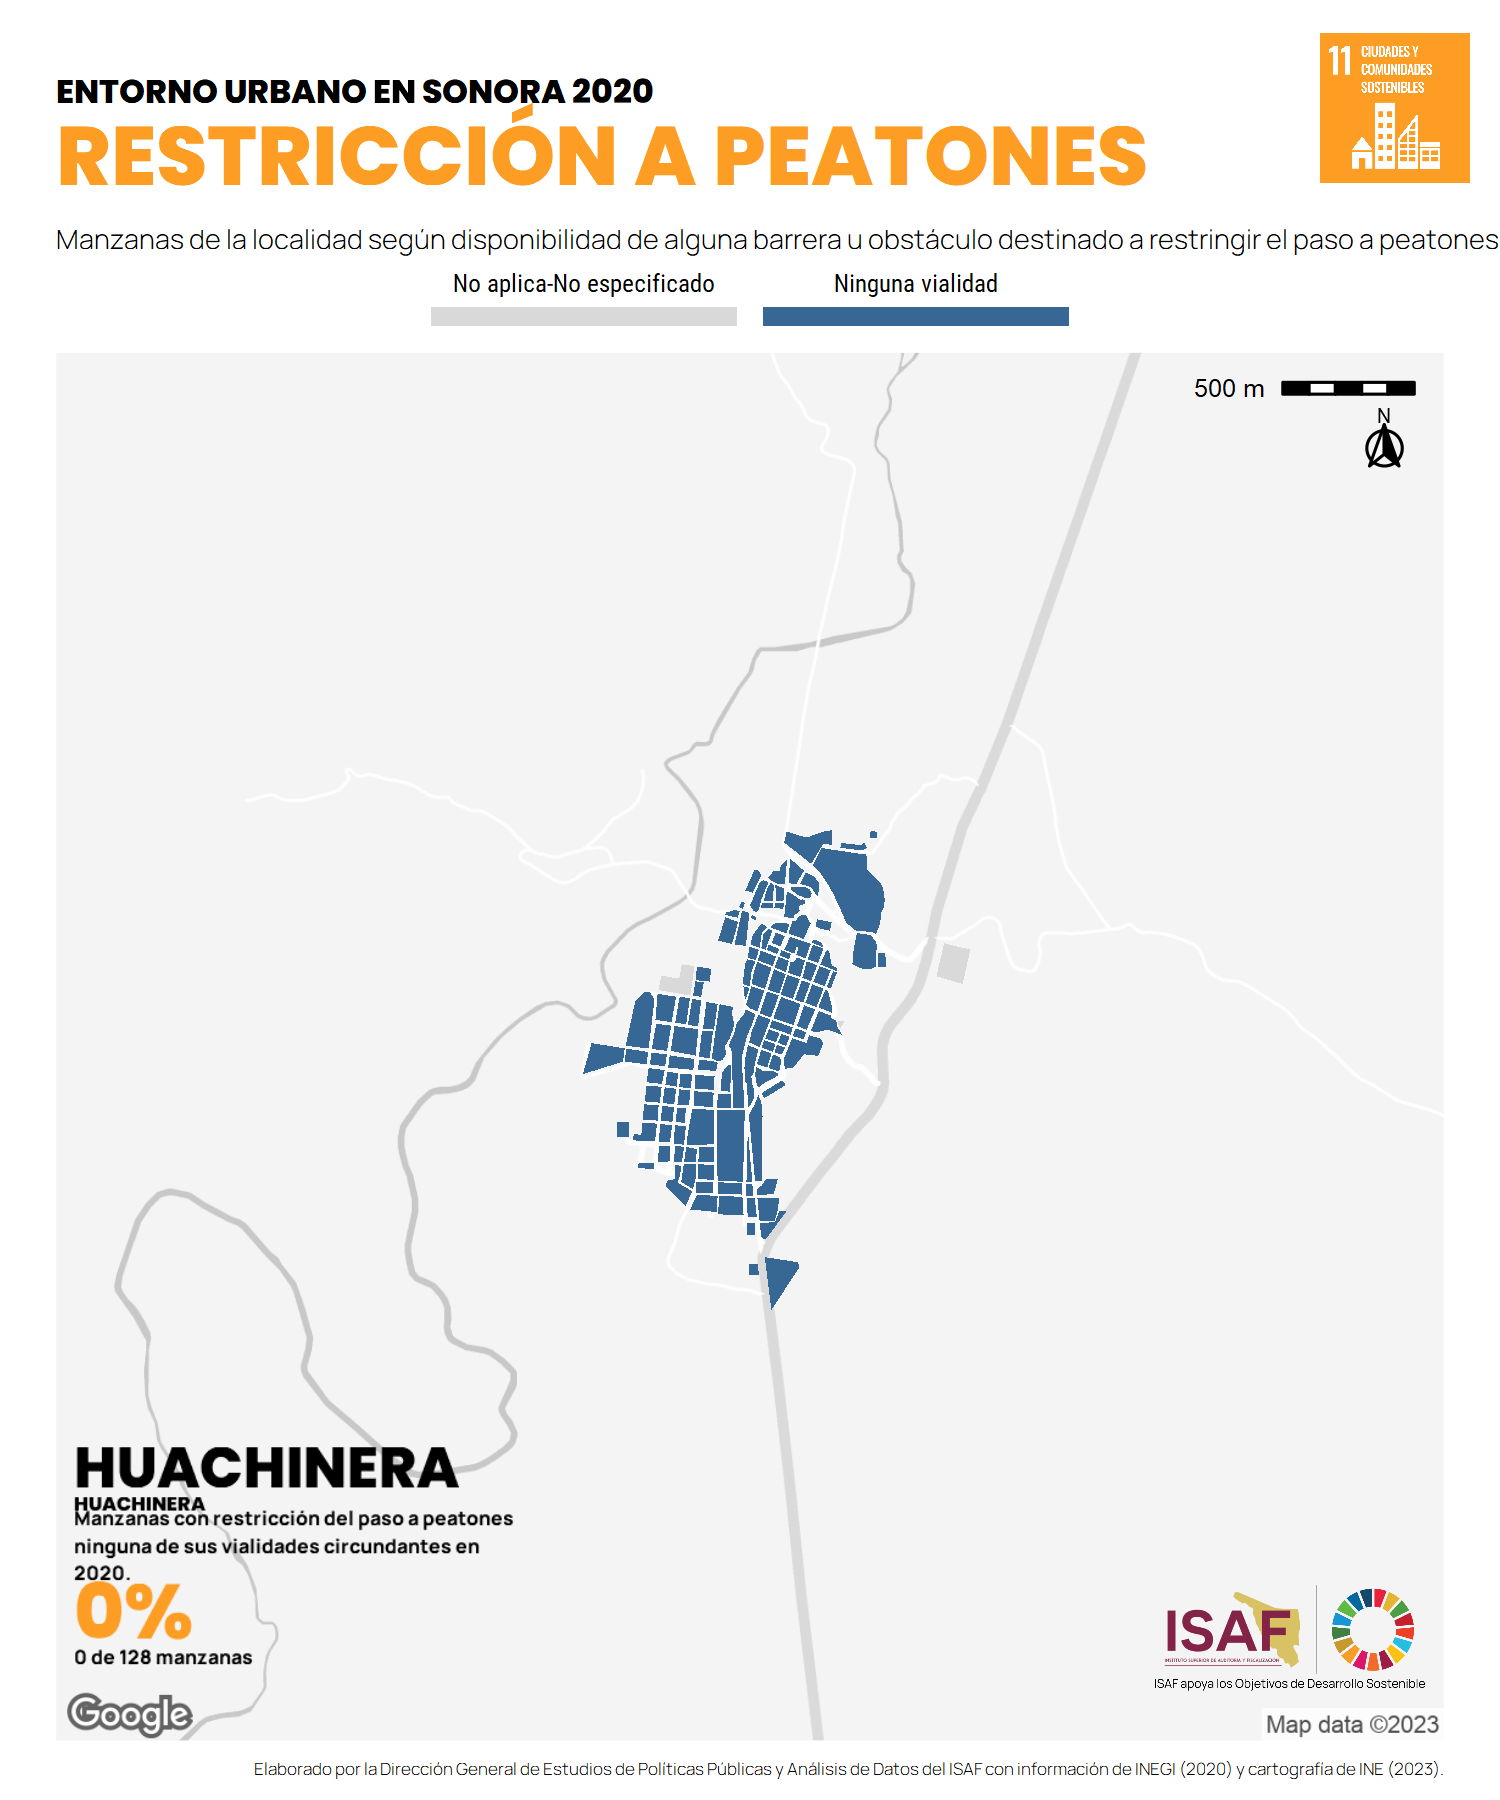 ENTORNO URBANO EN SONORA 2020
RESTRICCIÓN A PEATONES
11 CIUDADES Y
COMUNIDADES
SOSTENIBLES
Manzanas de la localidad según disponibilidad de alguna barrera u obstáculo destinado a restringir el paso a peatones
No aplica-No especificado
Ninguna vialidad
500 m
N
HUACHINERA
HUACHINERA
Manzanas con restricción del paso a peatones
ninguna de sus vialidades circundantes en
2020.
0%
0 de 128 manzanas
Google
ISAF
INSTITUTO SUPERIOR DE AUDITORÍA Y FISCALIZACIÓN
ISAF apoya los Objetivos de Desarrollo Sostenible
Map data ©2023
Elaborado por la Dirección General de Estudios de Políticas Públicas y Análisis de Datos del ISAF con información de INEGI (2020) y cartografía de INE (2023).